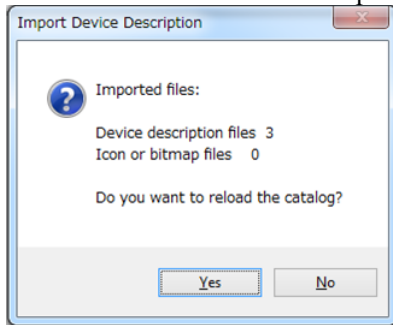 Import Device Description
Imported files:
Device description files 3
Icon or bitmap files 0
Do you want to reload the catalog?
Yes
No